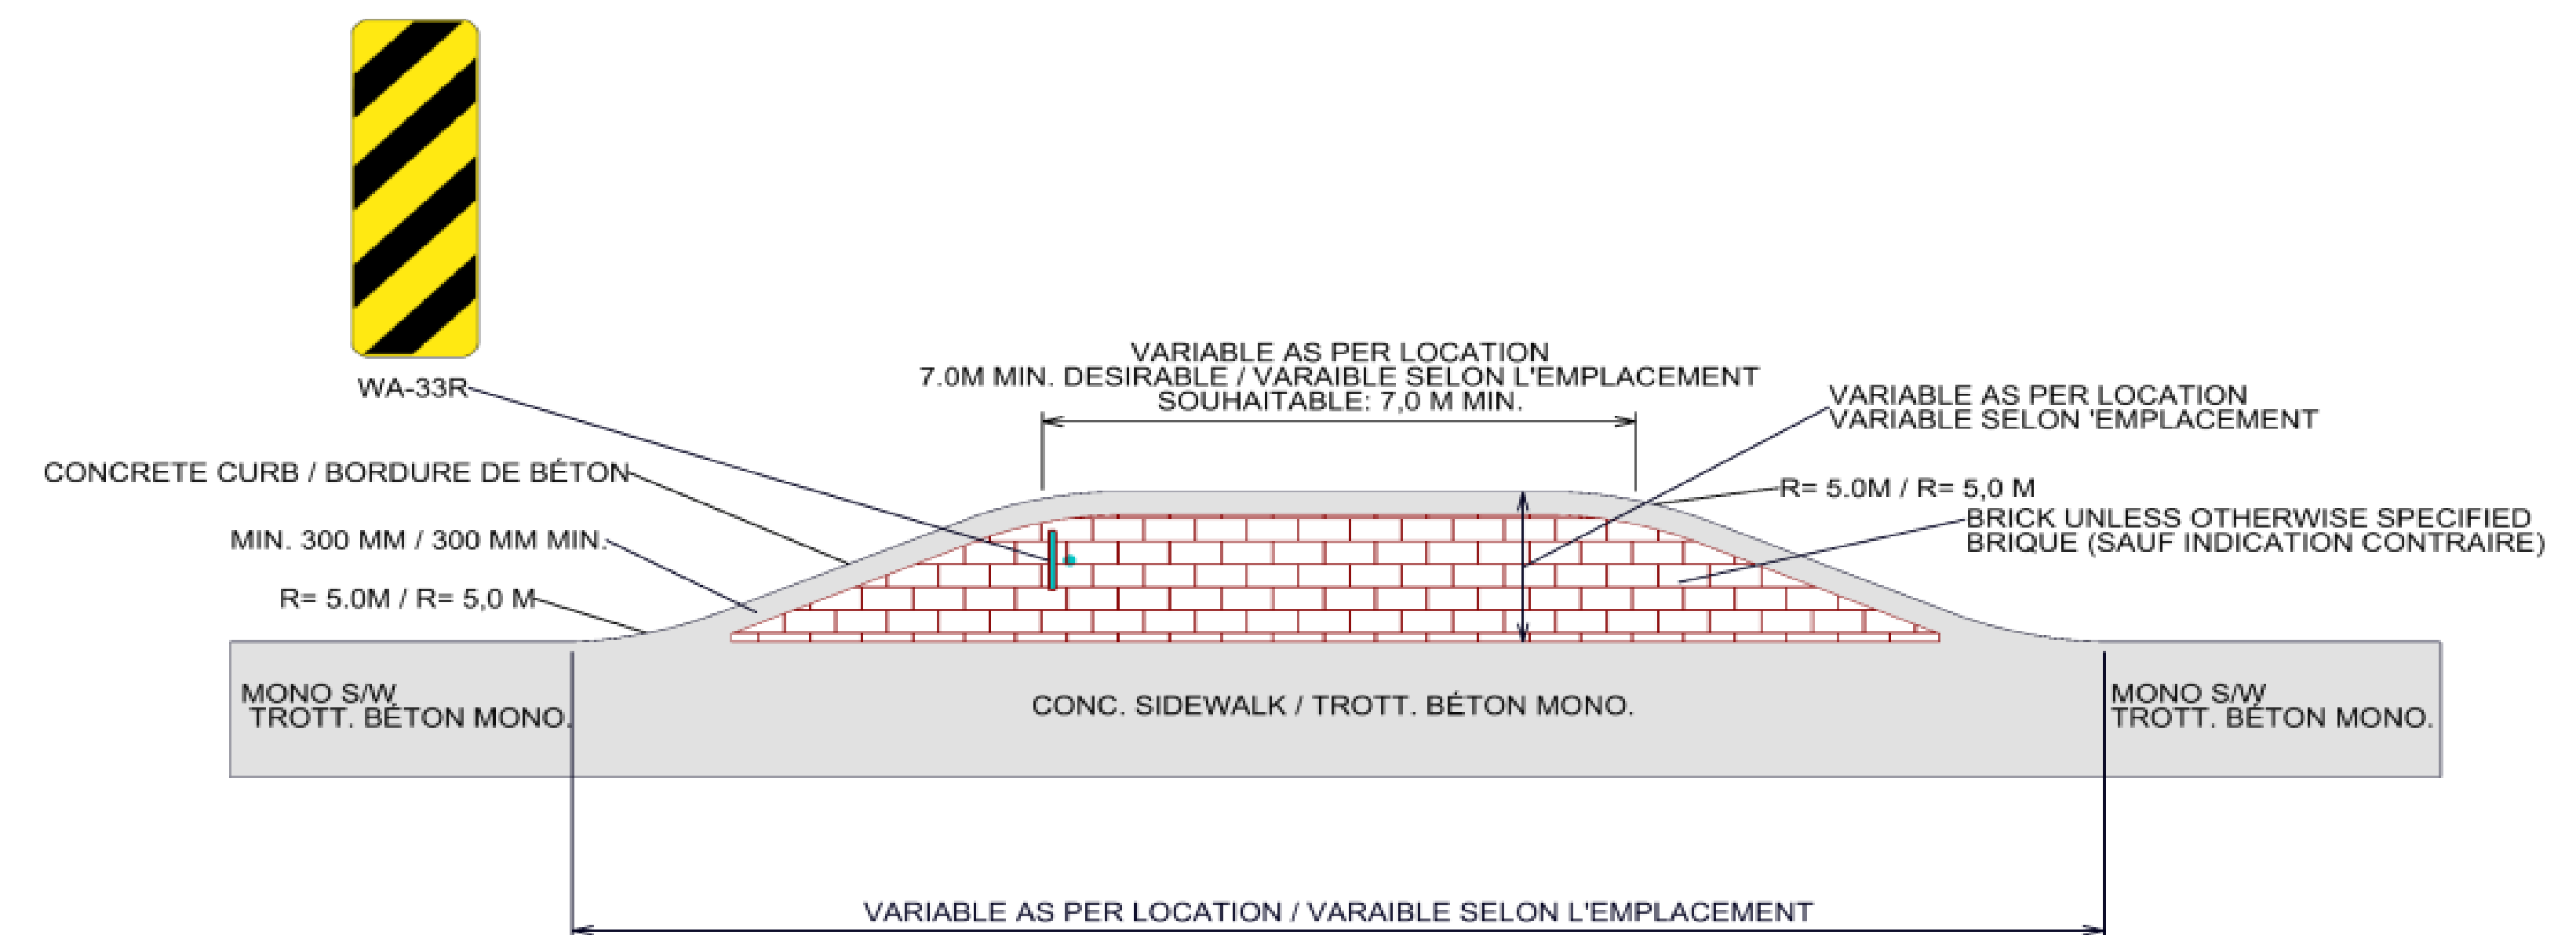 WA-33R
VARIABLE AS PER LOCATION
7.0M MIN. DESIRABLE / VARAIBLE SELON L'EMPLACEMENT
SOUHAITABLE: 7,0 M MIN.
VARIABLE AS PER LOCATION
VARIABLE SELON 'EMPLACEMENT
CONCRETE CURB / BORDURE DE BÉTON
R= 5.0M / R= 5,0 M
BRICK UNLESS OTHERWISE SPECIFIED
BRIQUE (SAUF INDICATION CONTRAIRE)
MIN. 300 MM / 300 MM MIN.
R= 5.0M / R= 5,0 M
MONO S/W
TROTT. BÉTON MONO.
CONC. SIDEWALK / TROTT. BÉTON MONO.
MONO S/W
TROTT. BÉTON MONO.
VARIABLE AS PER LOCATION / VARAIBLE SELON L'EMPLACEMENT